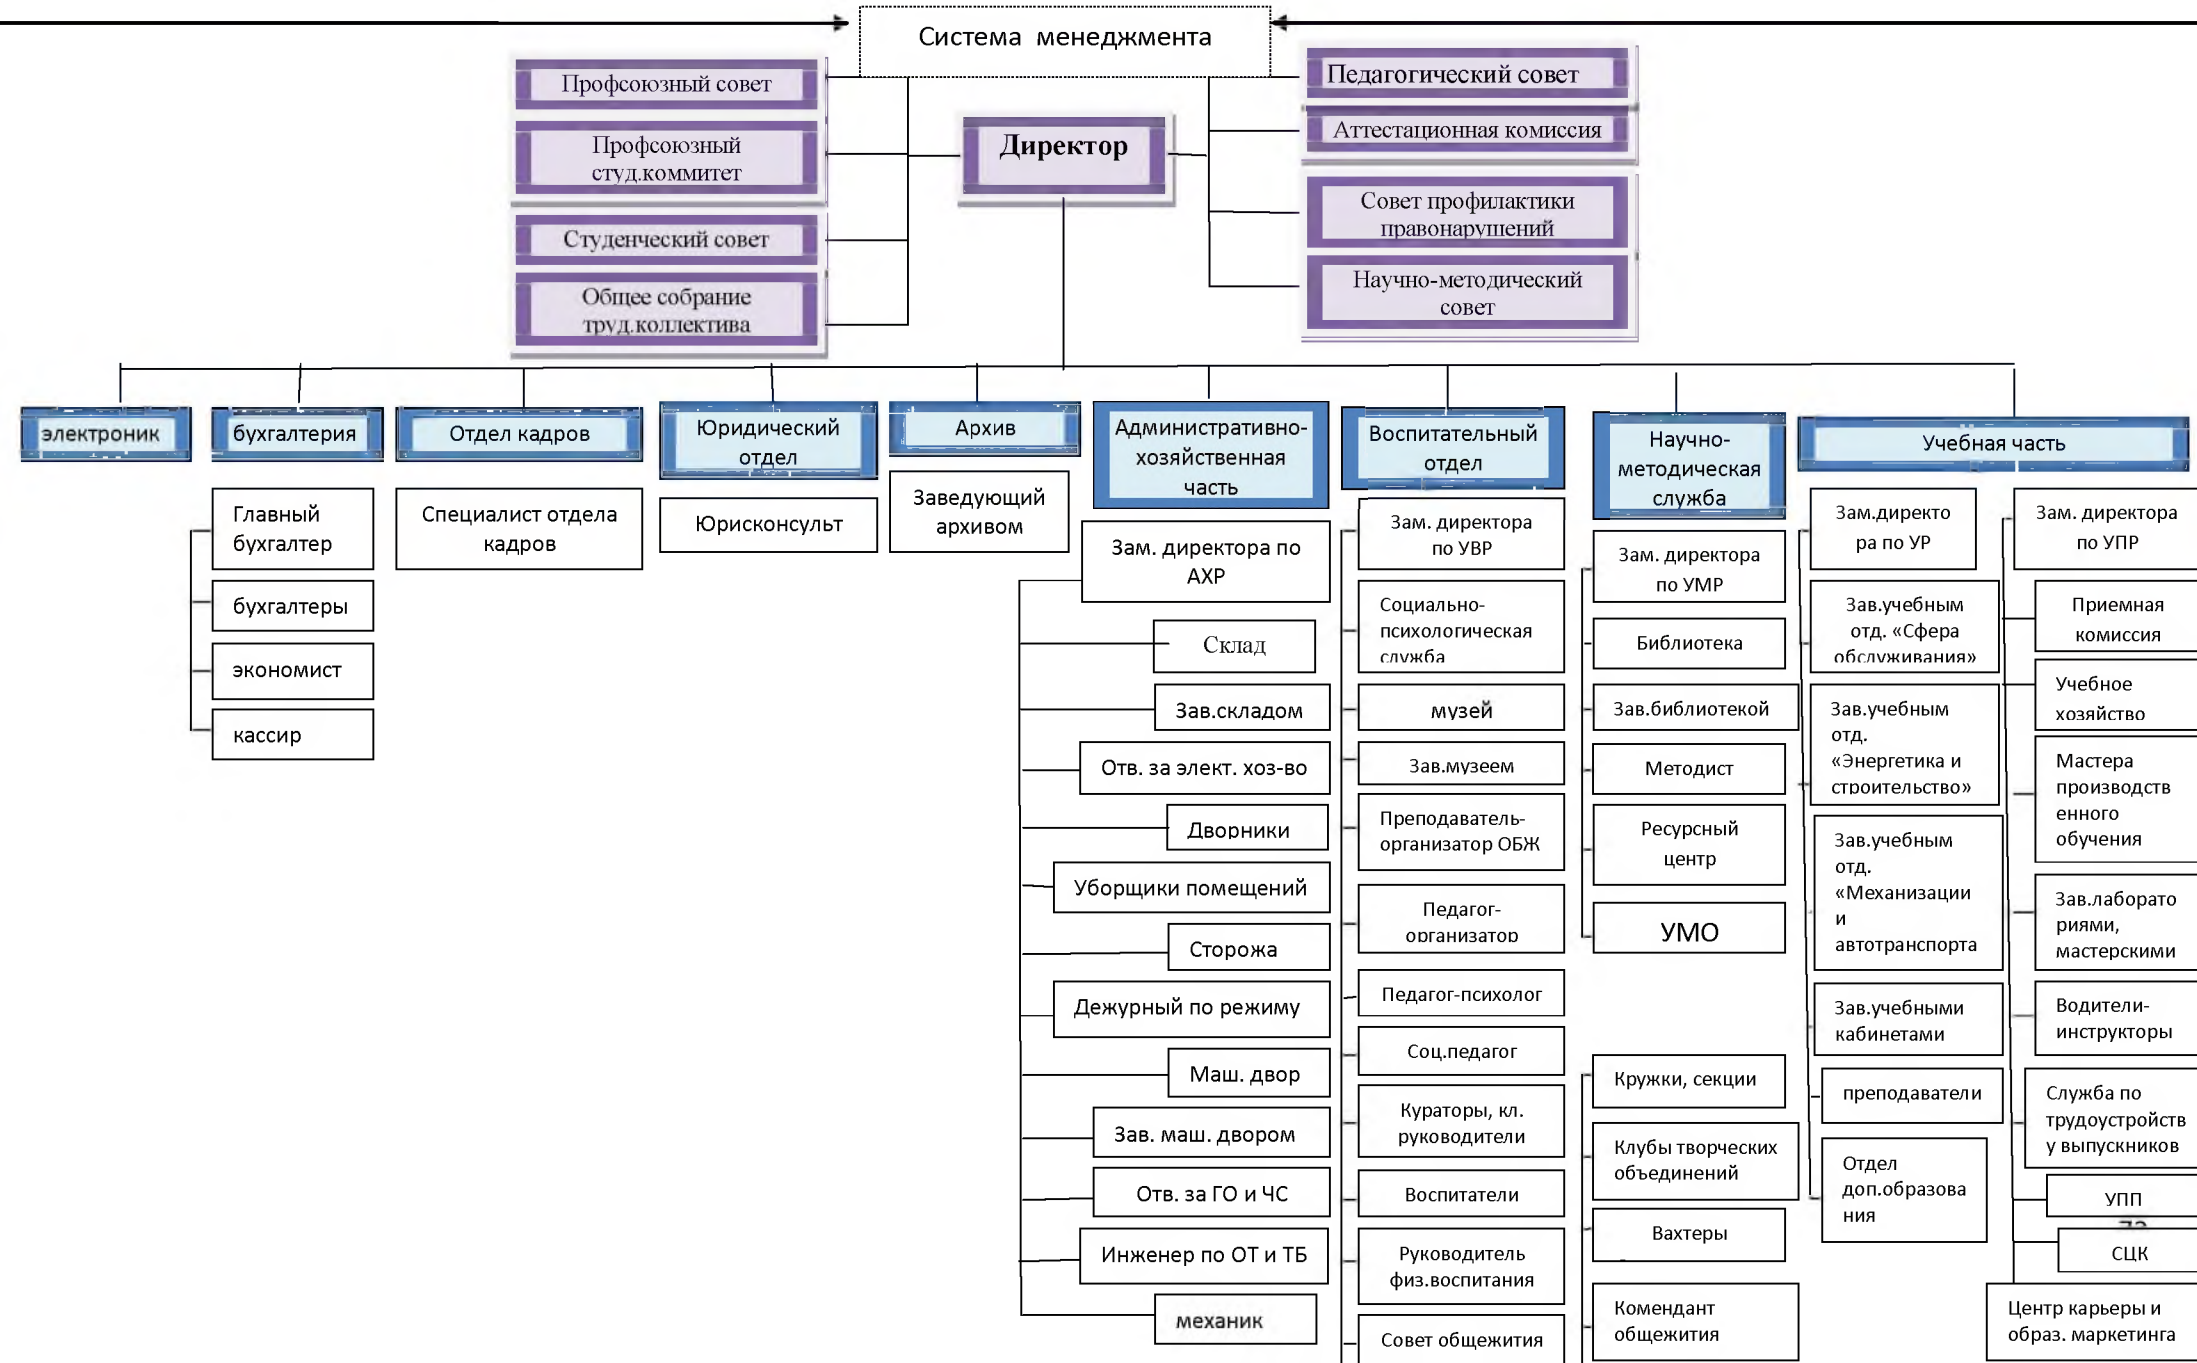 Система менеджмента
Профсоюзный совет
Профсоюзный
студ.коммитет
Студенческий совет
Общее собрание
труд.коллектива
Директор
Педагогический совет
Аттестационная комиссия
Совет профилактики
правонарушений
Научно-методический
совет
электроник
бухгалтерия
Отдел кадров
Юридический
отдел
Архив
Административно-
хозяйственная
часть
Воспитательный
отдел
Научно-
методическая
служба
Учебная часть
Главный
бухгалтер
бухгалтеры
экономист
кассир
Специалист отдела
кадров
Юрисконсульт
Заведующий
архивом
Зам. директора по
АХР
Склад
Зав.складом
Отв. за элект. хоз-во
Дворники
Уборщики помещений
Сторожа
Дежурный по режиму
Маш. двор
Зав. маш. двором
Отв. за ГО и ЧС
Инженер по ОТ и ТБ
механик
Зам. директора
по УВР
Социально-
психологическая
служба
музей
Зав.музеем
Преподаватель-
организатор ОБЖ
Педагог-
организатор
Педагог-психолог
Соц.педагог
Кураторы, кл.
руководители
Воспитатели
Руководитель
физ.воспитания
Совет общежития
Зам. директора
по УМР
Библиотека
Зав.библиотекой
Методист
Ресурсный
центр
УМО
Кружки, секции
Клубы творческих
объединений
Вахтеры
Комендант
общежития
Зам.директо
ра по УР
Зав.учебным
отд. «Сфера
обслуживания»
Зав.учебным
отд.
«Энергетика и
строительство»
Зав.учебным
отд.
«Механизации
и
автотранспорта
Зав.учебными
кабинетами
преподаватели
Отдел
доп.образова
ния
Зам. директора
по УПР
Приемная
комиссия
Учебное
хозяйство
Мастера
производств
енного
обучения
Зав.лаборато
риями,
мастерскими
Водители-
инструкторы
Служба по
трудоустройств
у выпускников
УПП
СЦК
Центр карьеры и
образ. маркетинга